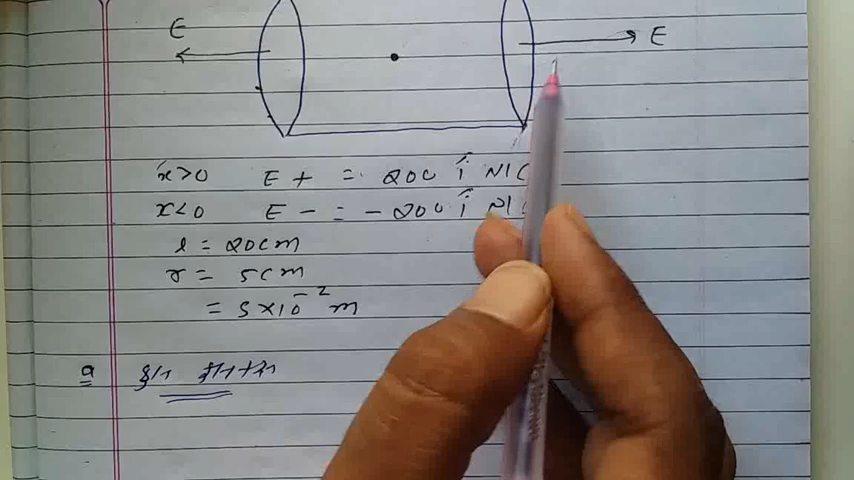 E
E
x>0 E+ = 200 î N/C
x<0 E- = -200 î N/
l = 20cm
r = 5cm
= 5×10⁻² m
a